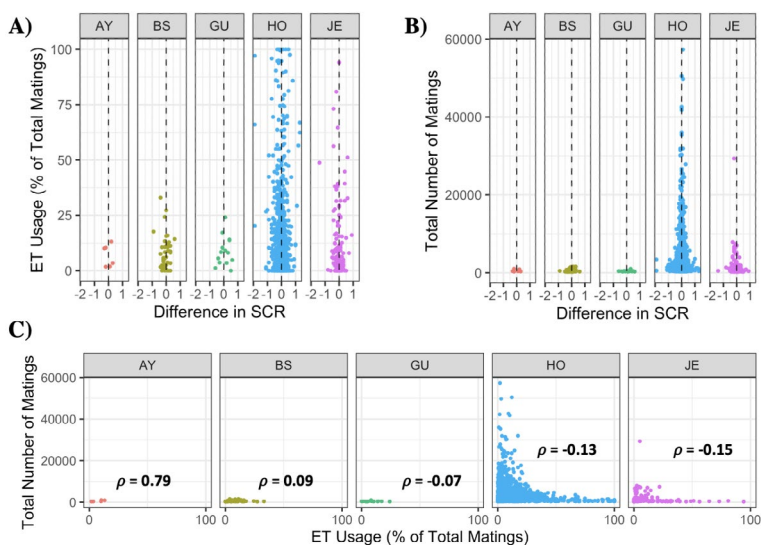 A)
AY BS GU HO JE
ET Usage (% of Total Matings)
100
75
50
25
0
-2-1 0 1 -2-1 0 1 -2-1 0 1 -2-1 0 1 -2-1 0 1
Difference in SCR
B)
AY BS GU HO JE
Total Number of Matings
60000
40000
20000
0
-2-1 0 1 -2-1 0 1 -2-1 0 1 -2-1 0 1 -2-1 0 1
Difference in SCR
C)
AY BS GU HO JE
Total Number of Matings
60000
40000
20000
0
ρ = 0.79 ρ = 0.09 ρ = -0.07 ρ = -0.13 ρ = -0.15
0 100 0 100 0 100 0 100 0 100
ET Usage (% of Total Matings)